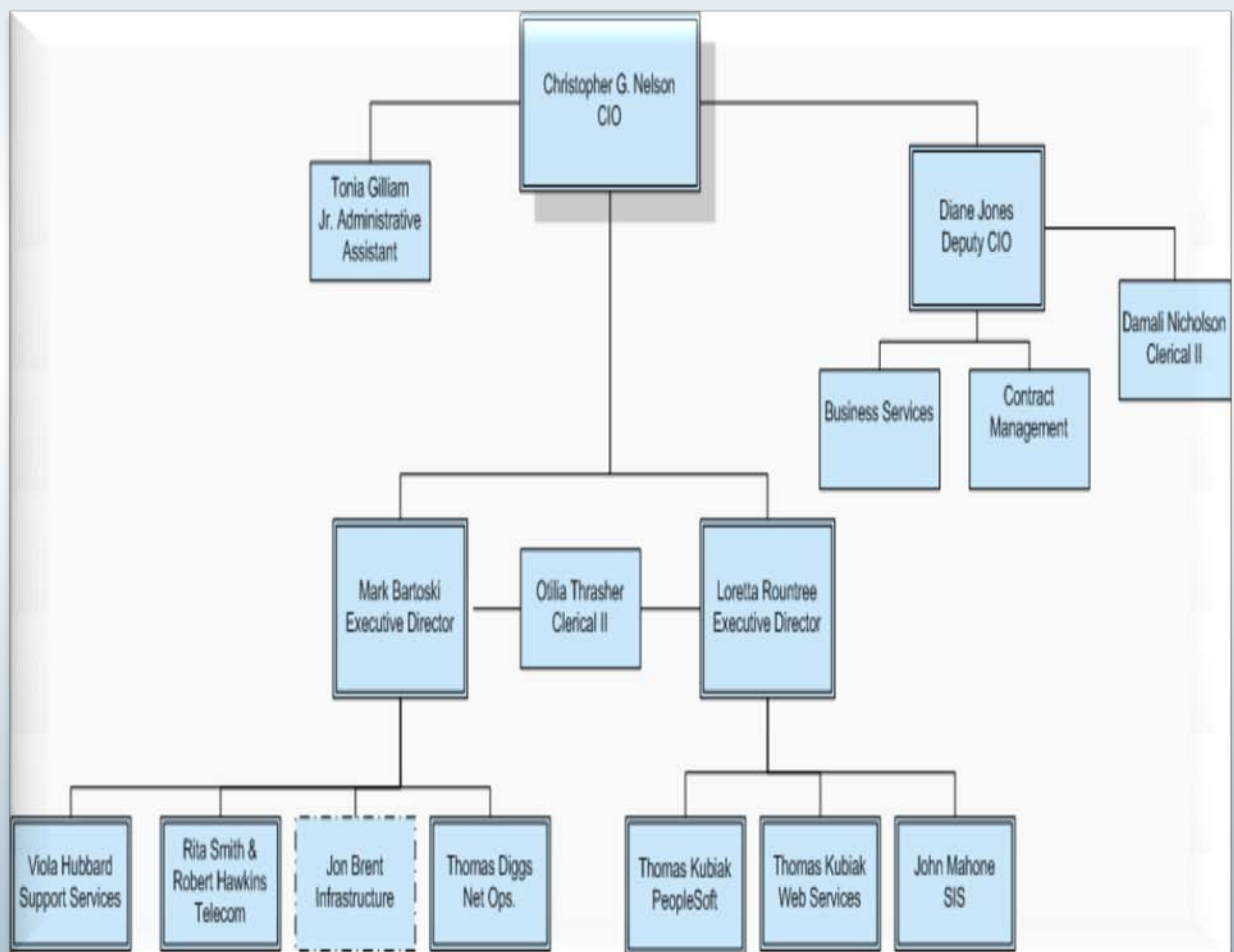 Christopher G. Nelson
CIO
Tonia Gilliam
Jr. Administrative
Assistant
Diane Jones
Deputy CIO
Damali Nicholson
Clerical II
Business Services
Contract
Management
Mark Bartoski
Executive Director
Otilia Thrasher
Clerical II
Loretta Rountree
Executive Director
Viola Hubbard
Support Services
Rita Smith &
Robert Hawkins
Telecom
Jon Brent
Infrastructure
Thomas Diggs
Net Ops.
Thomas Kubiak
PeopleSoft
Thomas Kubiak
Web Services
John Mahone
SIS